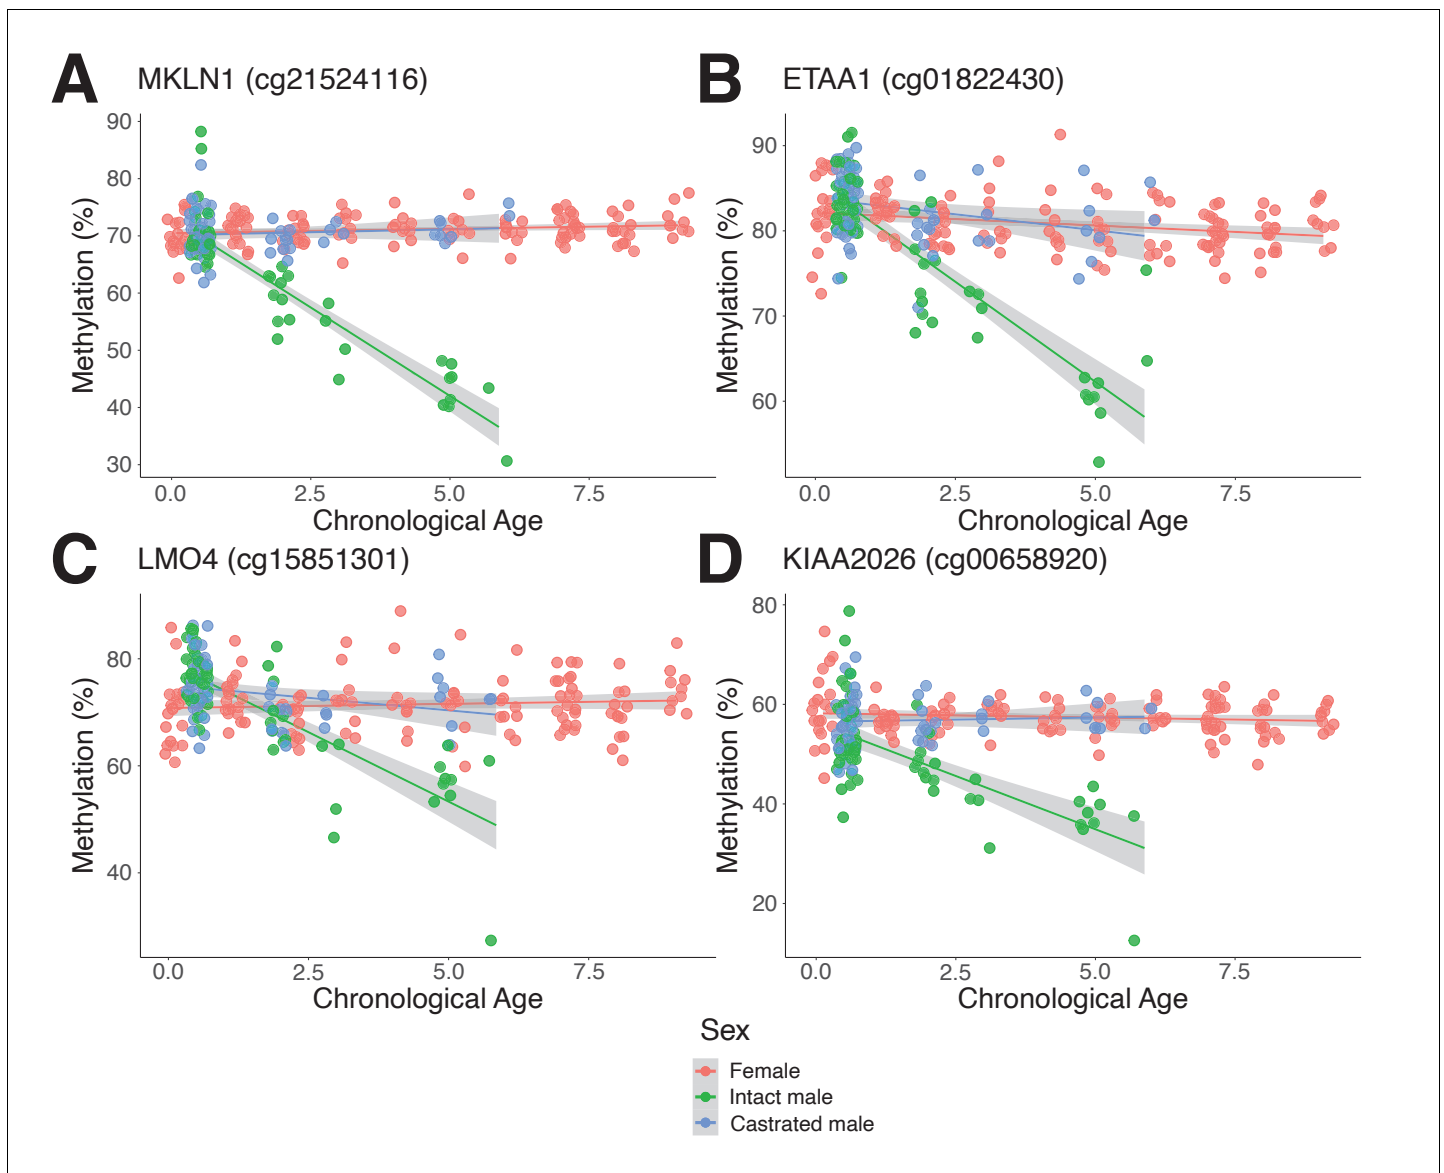 A MKLN1 (cg21524116)
90
80
70
60
50
40
30
Methylation (%)
0.0 2.5 5.0 7.5
Chronological Age
B ETAA1 (cg01822430)
90
80
70
60
Methylation (%)
0.0 2.5 5.0 7.5
Chronological Age
C LMO4 (cg15851301)
80
60
40
Methylation (%)
0.0 2.5 5.0 7.5
Chronological Age
D KIAA2026 (cg00658920)
80
60
40
20
Methylation (%)
0.0 2.5 5.0 7.5
Chronological Age
Sex
Female
Intact male
Castrated male